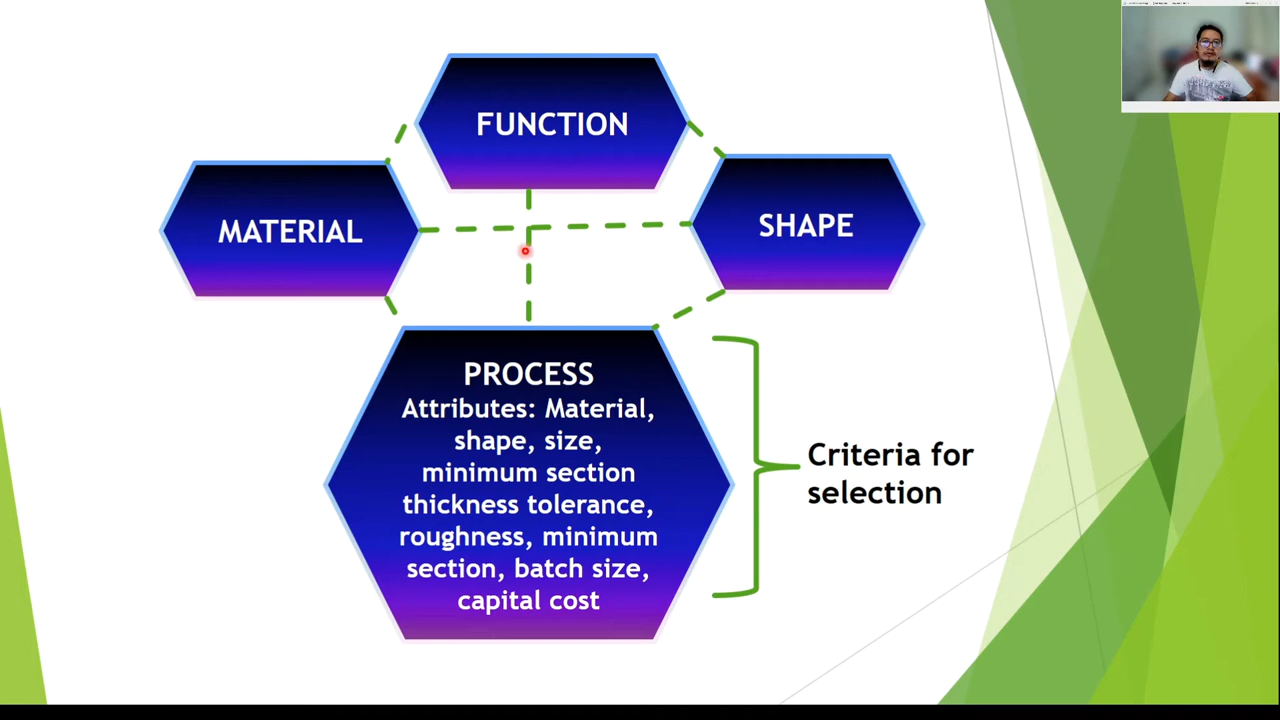 FUNCTION
MATERIAL
SHAPE
PROCESS
Attributes: Material,
shape, size,
minimum section
thickness tolerance,
roughness, minimum
section, batch size,
capital cost
Criteria for
selection